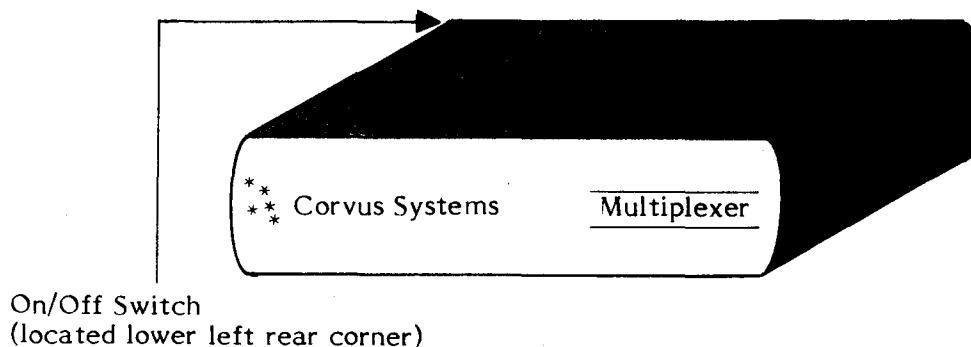 Corvus Systems
Multiplexer
On/Off Switch
(located lower left rear corner)